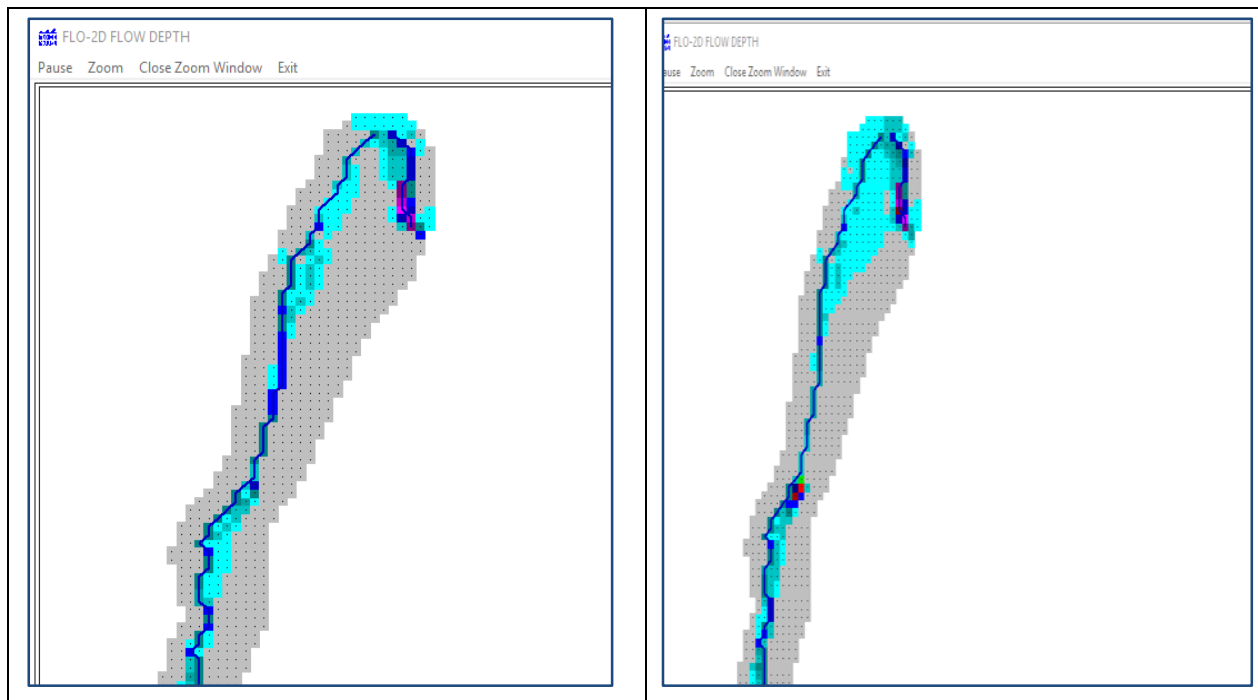 FLO-2D FLOW DEPTH
Pause Zoom Close Zoom Window Exit
FLO-2D FLOW DEPTH
ause Zoom Close Zoom Window Exit